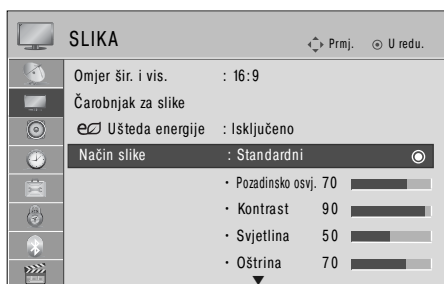 SLIKA
Prmj. U redu.
Omjer šir. i vis. : 16:9
Čarobnjak za slike
Ušteda energije : Isključeno
Način slike : Standardni
· Pozadinsko osvj. 70
· Kontrast 90
· Svjetlina 50
· Oštrina 70